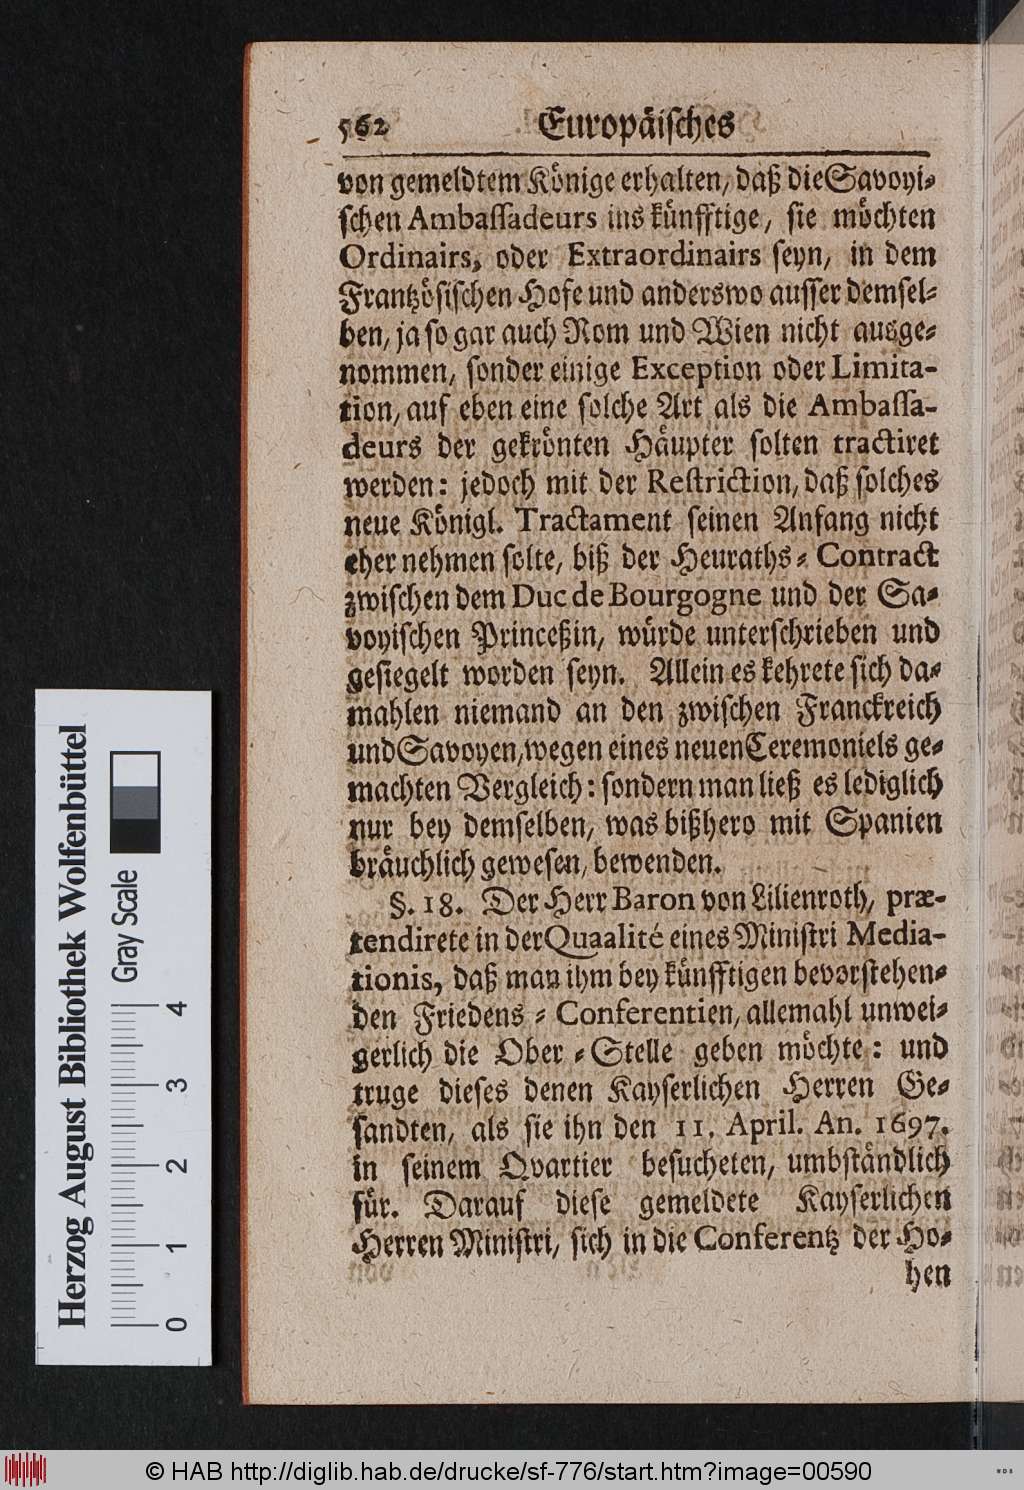 562 Europäiſches
von gemeldtem Könige erhalten, daß die Savoyi⸗
ſchen Ambaſſadeurs ins künfftige, ſie möchten
Ordinairs, oder Extraordinairs ſeyn, in dem
Frantzöſiſchen Hofe und anderswo auſſer demſel⸗
ben, ja ſo gar auch Rom und Wien nicht ausge⸗
nommen, ſonder einige Exception oder Limita-
tion, auf eben eine ſolche Art als die Ambaſſa-
deurs der gekrönten Häupter ſolten tractiret
werden: jedoch mit der Reſtriction, daß ſolches
neue Königl. Tractament ſeinen Anfang nicht
eher nehmen ſolte, biß der Heuraths⸗Contract
zwiſchen dem Duc de Bourgogne und der Sa⸗
voyiſchen Princeßin, würde unterſchrieben und
geſiegelt worden ſeyn. Allein es kehrete ſich da⸗
mahlen niemand an den zwiſchen Franckreich
und Savoyen, wegen eines neuen Ceremoniels ge⸗
machten Vergleich: ſondern man ließ es lediglich
nur bey demſelben, was bißhero mit Spanien
bräuchlich geweſen, bewenden.
§. 18. Der Herr Baron von Lilienroth, præ-
tendirete in der Quaalité eines Miniſtri Media-
tionis, daß man ihm bey künfftigen bevorſtehen⸗
den Friedens⸗Conferentien, allemahl unwei⸗
gerlich die Ober⸗Stelle geben möchte: und
truge dieſes denen Kayſerlichen Herren Ge⸗
ſandten, als ſie ihn den 11. April. An. 1697.
in ſeinem Qvartier beſucheten, umbſtändlich
für. Darauf dieſe gemeldete Kayſerlichen
Herren Miniſtri, ſich in die Conferentz der Ho⸗
hen
Herzog August Bibliothek Wolfenbüttel
Gray Scale
0 1 2 3 4
© HAB http://diglib.hab.de/drucke/sf-776/start.htm?image=00590